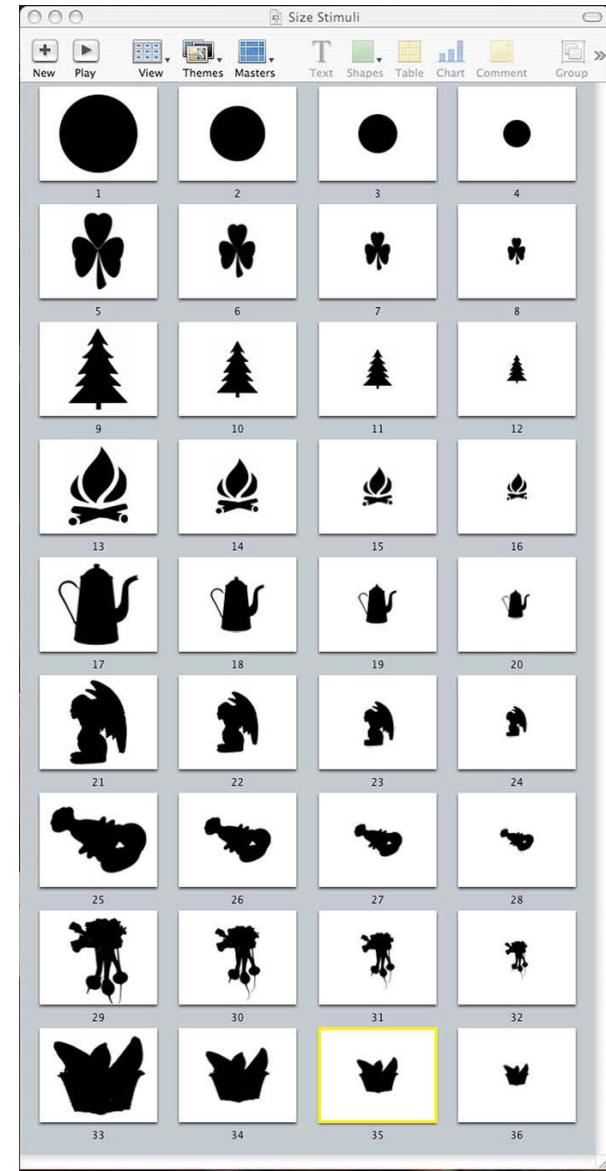 Size Stimuli
New Play View Themes Masters Text Shapes Table Chart Comment Group »
1 2 3 4
5 6 7 8
9 10 11 12
13 14 15 16
17 18 19 20
21 22 23 24
25 26 27 28
29 30 31 32
33 34 35 36